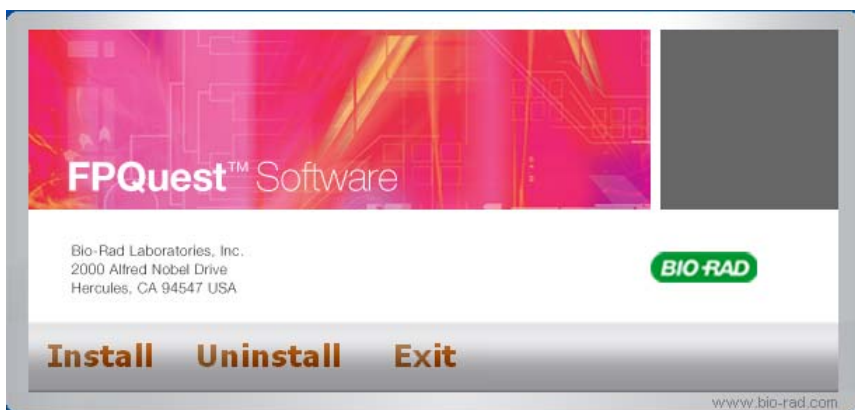 FPQuest™ Software
Bio-Rad Laboratories, Inc.
2000 Alfred Nobel Drive
Hercules, CA 94547 USA
BIO-RAD
Install Uninstall Exit
www.bio-rad.com